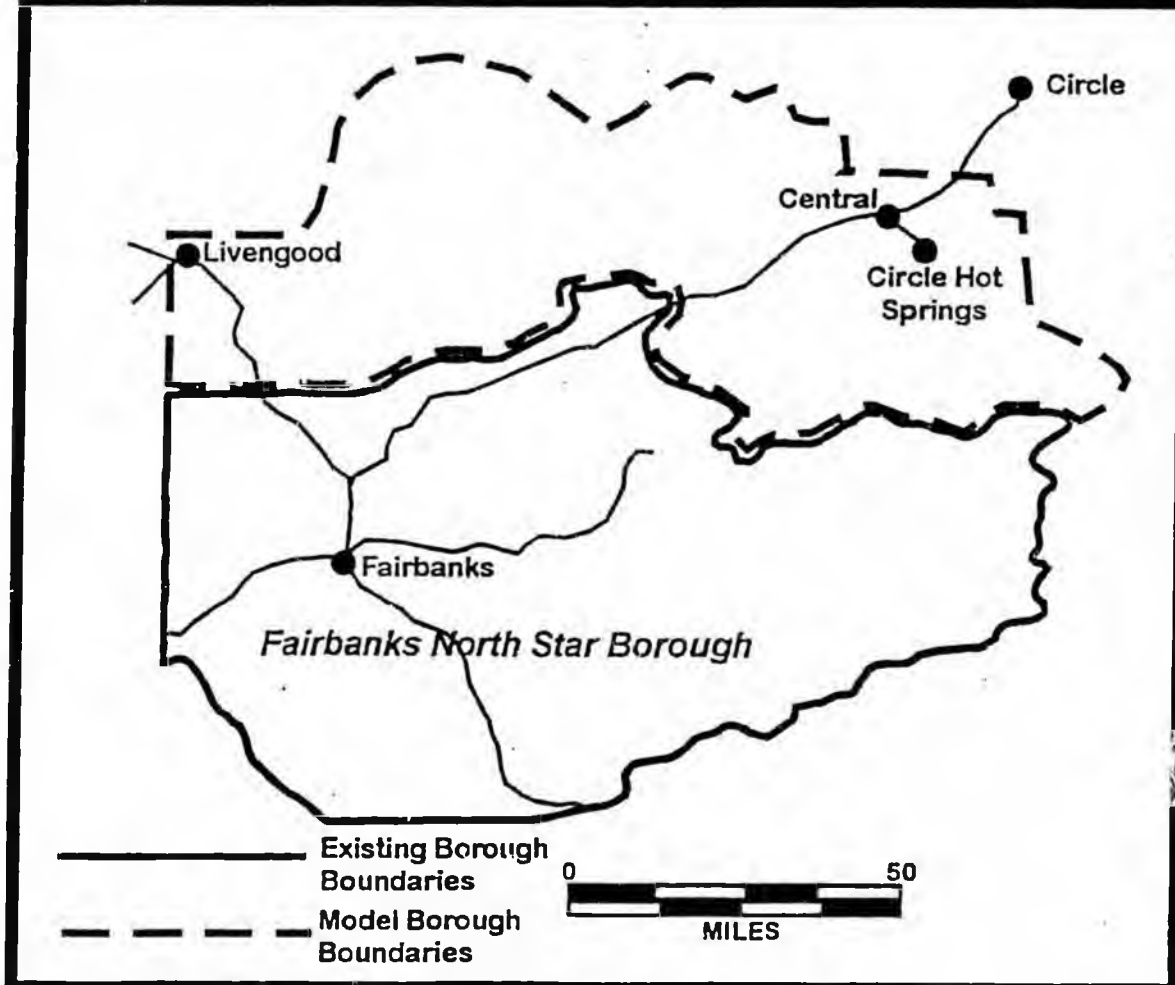 Circle
Central
Livengood
Circle Hot
Springs
Fairbanks
Fairbanks North Star Borough
Existing Borough
Boundaries
0 50
MILES
Model Borough
Boundaries